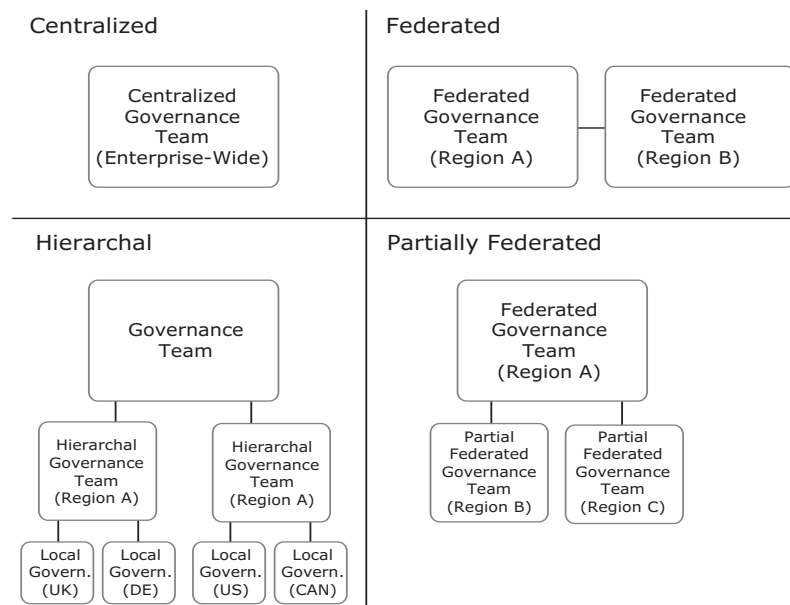 Centralized
Centralized
Governance
Team
(Enterprise-Wide)
Federated
Federated
Governance
Team
(Region A)
Federated
Governance
Team
(Region B)
Hierarchal
Governance
Team
Hierarchal
Governance
Team
(Region A)
Hierarchal
Governance
Team
(Region A)
Local
Govern.
(UK)
Local
Govern.
(DE)
Local
Govern.
(US)
Local
Govern.
(CAN)
Partially Federated
Federated
Governance
Team
(Region A)
Partial
Federated
Governance
Team
(Region B)
Partial
Federated
Governance
Team
(Region C)